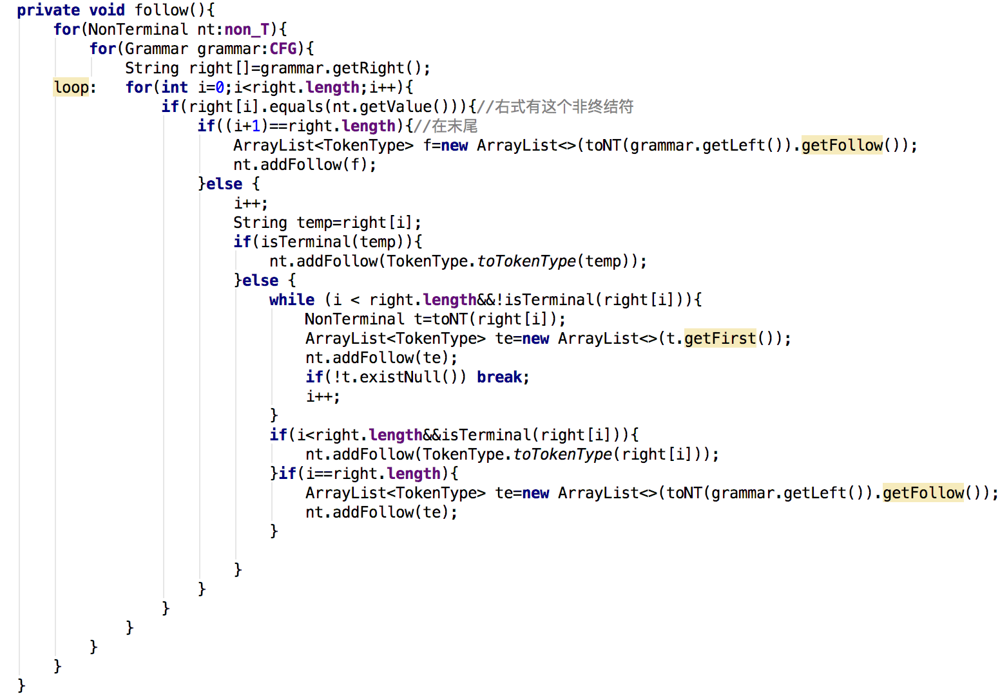 private void follow(){
for(NonTerminal nt:non_T){
for(Grammar grammar:CFG){
String right[]=grammar.getRight();
loop: for(int i=0;i<right.length;i++){
if(right[i].equals(nt.getValue())){//右式有这个非终结符
if((i+1)==right.length){//在末尾
ArrayList<TokenType> f=new ArrayList<>(toNT(grammar.getLeft()).getFollow());
nt.addFollow(f);
}else {
i++;
String temp=right[i];
if(isTerminal(temp)){
nt.addFollow(TokenType.toTokenType(temp));
}else {
while (i < right.length&&!isTerminal(right[i])){
NonTerminal t=toNT(right[i]);
ArrayList<TokenType> te=new ArrayList<>(t.getFirst());
nt.addFollow(te);
if(!t.existNull()) break;
i++;
}
if(i<right.length&&isTerminal(right[i])){
nt.addFollow(TokenType.toTokenType(right[i]));
}if(i==right.length){
ArrayList<TokenType> te=new ArrayList<>(toNT(grammar.getLeft()).getFollow());
nt.addFollow(te);
}
}
}
}
}
}
}
}